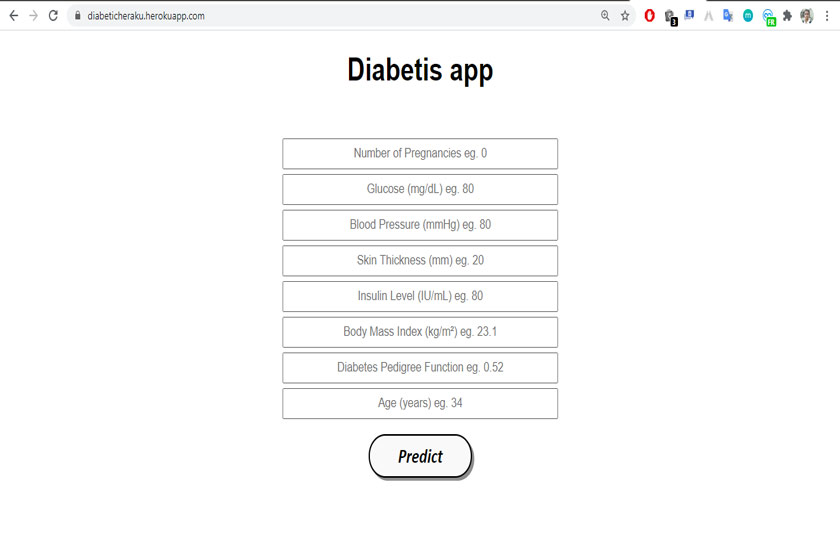 diabeticheraku.herokuapp.com
3
m
FR
Diabetis app
Number of Pregnancies eg. 0
Glucose (mg/dL) eg. 80
Blood Pressure (mmHg) eg. 80
Skin Thickness (mm) eg. 20
Insulin Level (IU/mL) eg. 80
Body Mass Index (kg/m²) eg. 23.1
Diabetes Pedigree Function eg. 0.52
Age (years) eg. 34
Predict